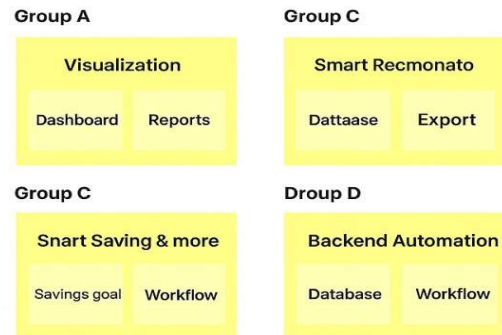 Group A
Visualization
Dashboard Reports
Group C
Smart Recmonato
Dattaase Export
Group C
Snart Saving & more
Savings goal Workflow
Droup D
Backend Automation
Database Workflow